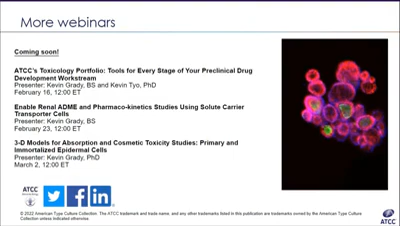 More webinars
Coming soon!
ATCC's Toxicology Portfolio: Tools for Every Stage of Your Preclinical Drug
Development Workstream
Presenter: Kevin Grady, BS and Kevin Tyo, PhD
February 16, 12:00 ET
Enable Renal ADME and Pharmaco-kinetics Studies Using Solute Carrier
Transporter Cells
Presenter: Kevin Grady, BS
February 23, 12:00 ET
3-D Models for Absorption and Cosmetic Toxicity Studies: Primary and
Immortalized Epidermal Cells
Presenter: Kevin Grady, PhD
March 2, 12:00 ET
ATCC
© 2022 American Type Culture Collection. The ATCC trademark and trade name, and any other trademarks listed in this publication are trademarks owned by the American Type Culture
Collection unless indicated otherwise.
ATCC